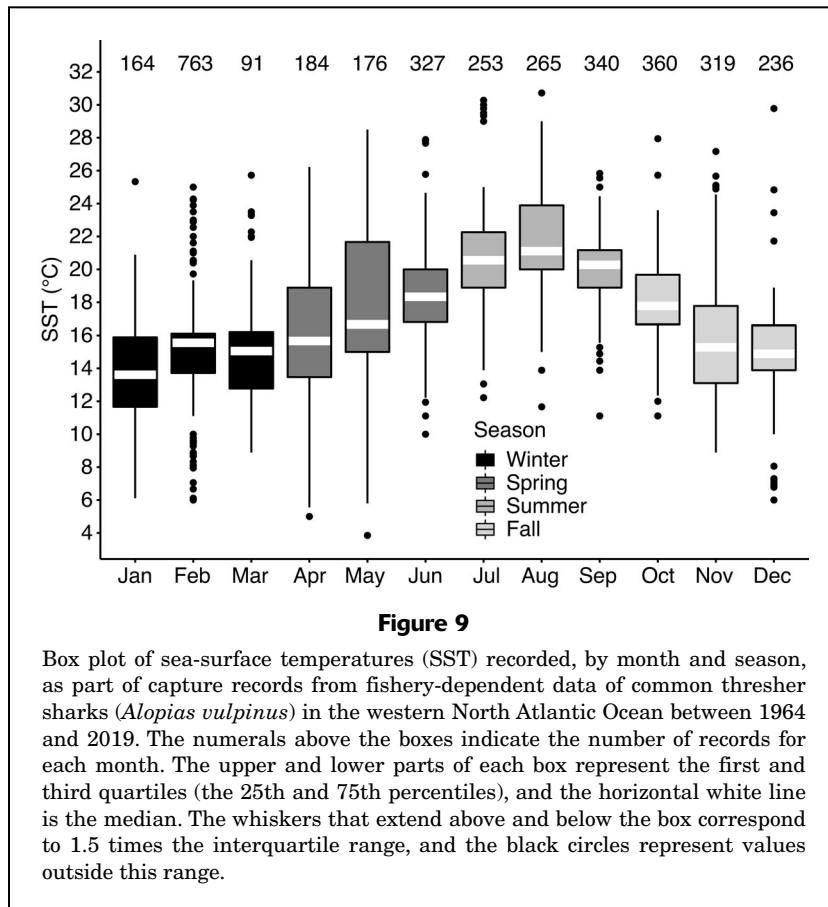 164 763 91 184 176 327 253 265 340 360 319 236
32
30
28
26
24
22
20
18
16
14
12
10
8
6
4
SST (°C)
Season
Winter
Spring
Summer
Fall
Jan Feb Mar Apr May Jun Jul Aug Sep Oct Nov Dec
Figure 9
Box plot of sea-surface temperatures (SST) recorded, by month and season,
as part of capture records from fishery-dependent data of common thresher
sharks (Alopias vulpinus) in the western North Atlantic Ocean between 1964
and 2019. The numerals above the boxes indicate the number of records for
each month. The upper and lower parts of each box represent the first and
third quartiles (the 25th and 75th percentiles), and the horizontal white line
is the median. The whiskers that extend above and below the box correspond
to 1.5 times the interquartile range, and the black circles represent values
outside this range.